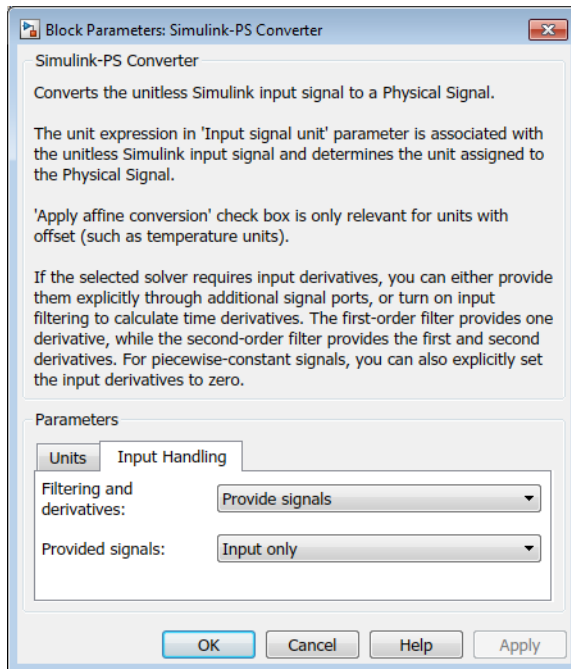 Block Parameters: Simulink-PS Converter
Simulink-PS Converter
Converts the unitless Simulink input signal to a Physical Signal.
The unit expression in 'Input signal unit' parameter is associated with
the unitless Simulink input signal and determines the unit assigned to
the Physical Signal.
'Apply affine conversion' check box is only relevant for units with
offset (such as temperature units).
If the selected solver requires input derivatives, you can either provide
them explicitly through additional signal ports, or turn on input
filtering to calculate time derivatives. The first-order filter provides one
derivative, while the second-order filter provides the first and second
derivatives. For piecewise-constant signals, you can also explicitly set
the input derivatives to zero.
Parameters
Units Input Handling
Filtering and
derivatives: Provide signals
Provided signals: Input only
OK Cancel Help Apply